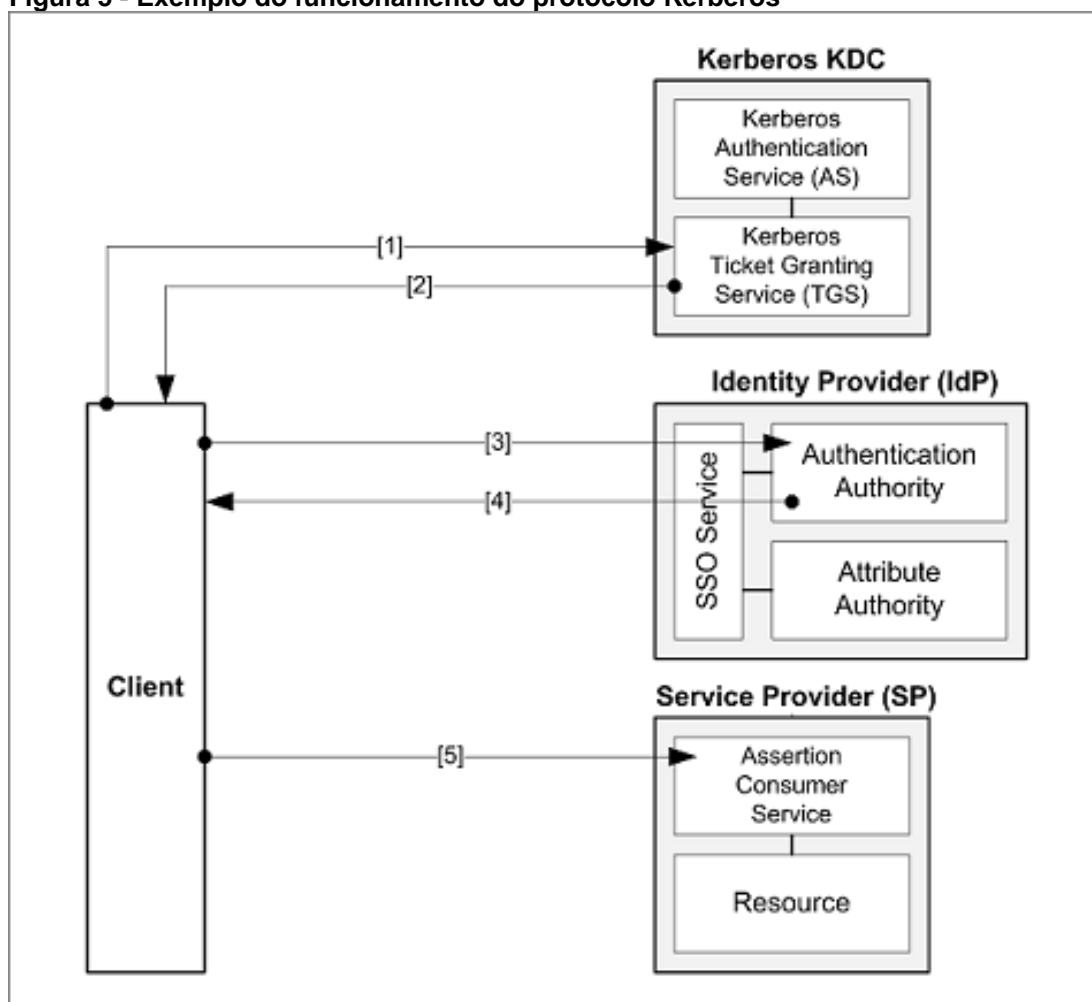 Figura 5 - Exemplo do funcionamento do protocolo Kerberos
Kerberos KDC
Kerberos
Authentication
Service (AS)
[1]
Kerberos
Ticket Granting
Service (TGS)
[2]
Identity Provider (IdP)
SSO Service
[3]
Authentication
Authority
[4]
Attribute
Authority
Client
Service Provider (SP)
[5]
Assertion
Consumer
Service
Resource